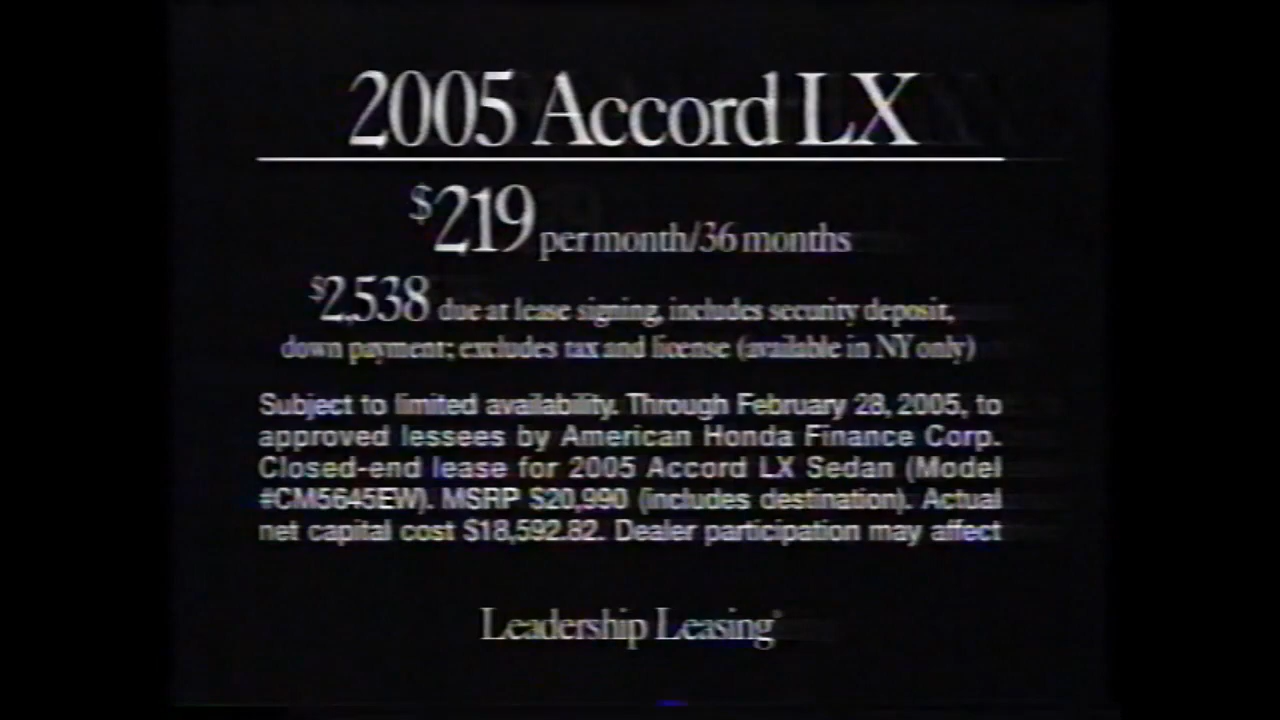 2005 Accord LX
$219 per month/36 months
$2,538 due at lease signing, includes security deposit,
down payment; excludes tax and license (available in NY only)
Subject to limited availability. Through February 28, 2005, to
approved lessees by American Honda Finance Corp.
Closed-end lease for 2005 Accord LX Sedan (Model
#CM5645EW). MSRP $20,990 (includes destination). Actual
net capital cost $18,592.82. Dealer participation may affect
Leadership Leasing®